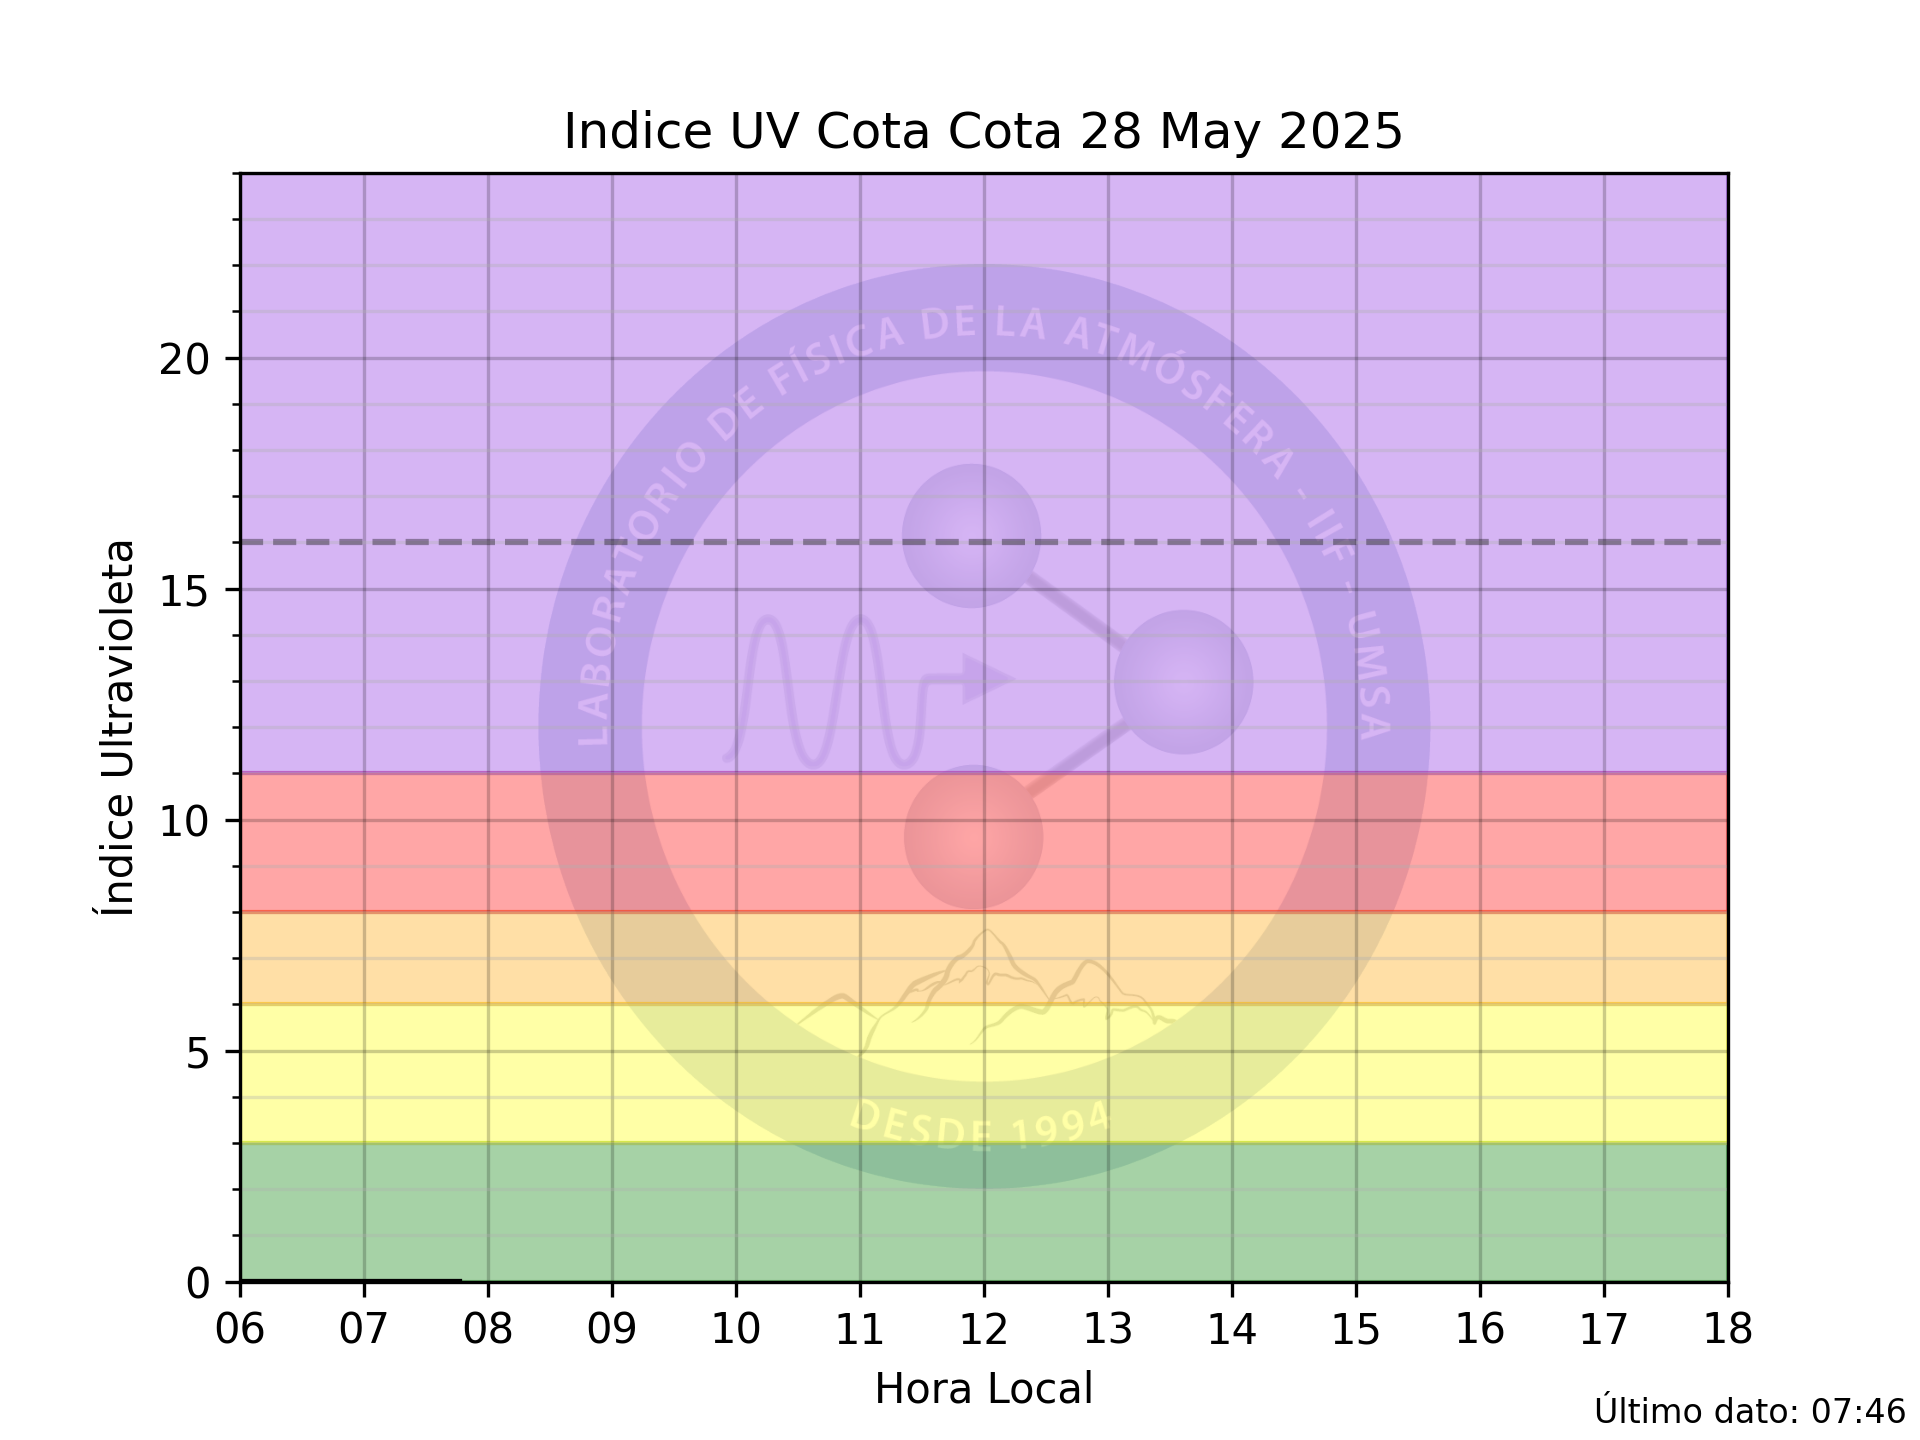 Indice UV Cota Cota 28 May 2025
Índice Ultravioleta
20
15
10
5
0
LABORATORIO DE FÍSICA DE LA ATMÓSFERA - IIF - UMSA
DESDE 1994
06 07 08 09 10 11 12 13 14 15 16 17 18
Hora Local
Último dato: 07:46